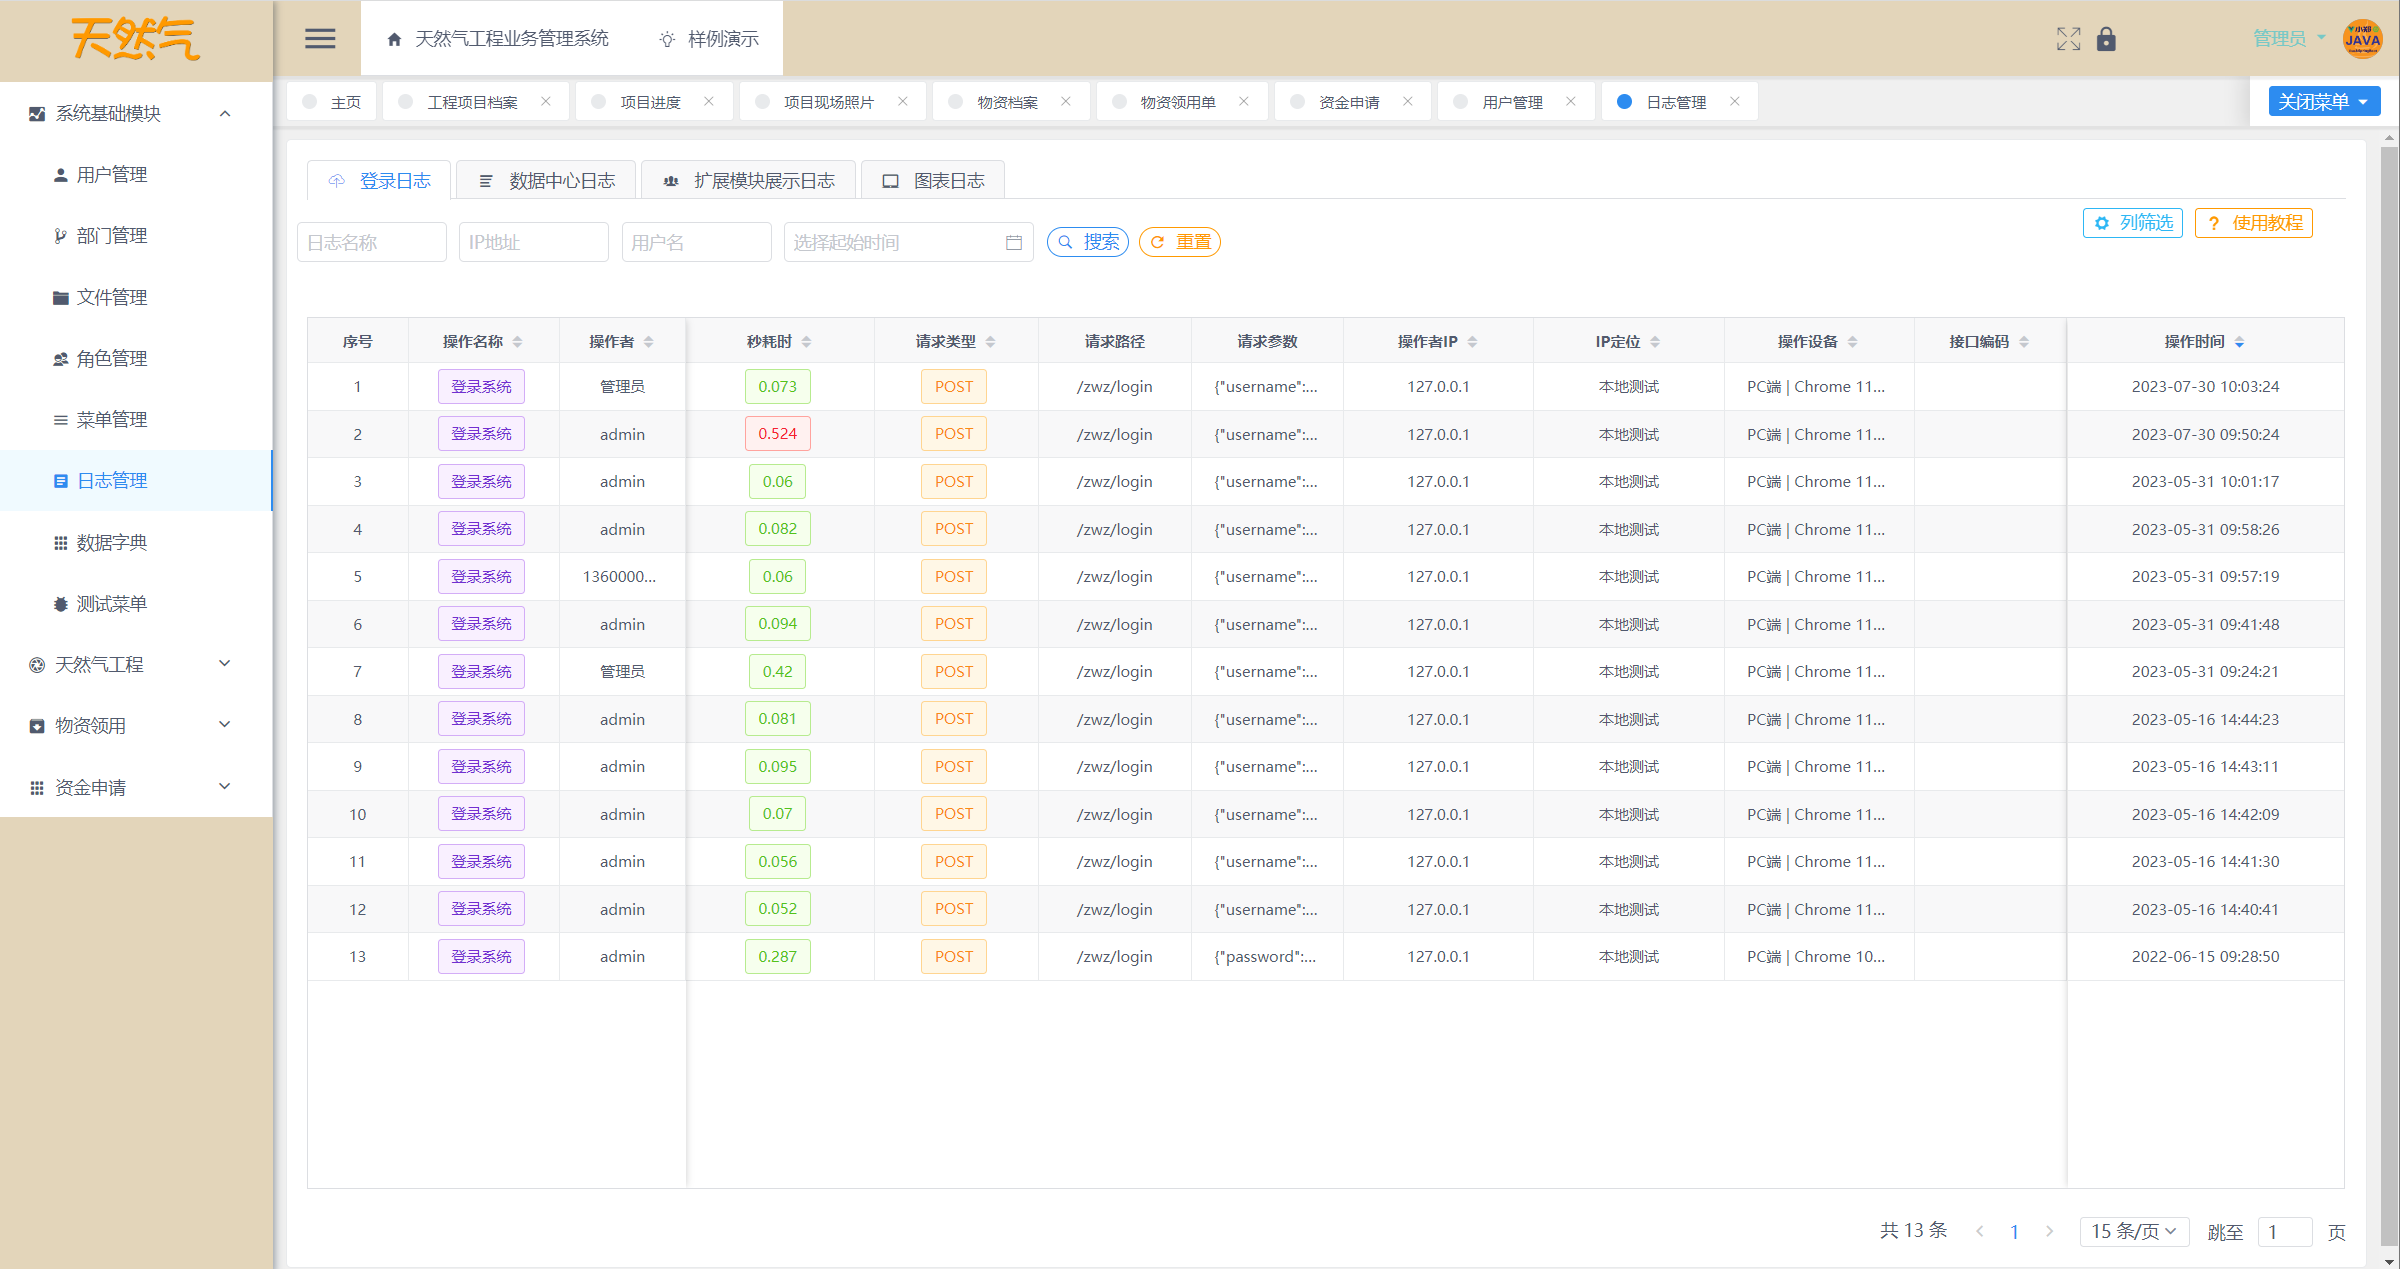 天然气
天然气工程业务管理系统 样例演示
管理员
小郑
JAVA
主页 工程项目档案 项目进度 项目现场照片 物资档案 物资领用单 资金申请 用户管理 日志管理 关闭菜单
系统基础模块
用户管理
部门管理
文件管理
角色管理
菜单管理
日志管理
数据字典
测试菜单
天然气工程
物资领用
资金申请
登录日志 数据中心日志 扩展模块展示日志 图表日志
日志名称 IP地址 用户名 选择起始时间 搜索 重置
列筛选 ? 使用教程
序号 操作名称 操作者 秒耗时 请求类型 请求路径 请求参数 操作者IP IP定位 操作设备 接口编码 操作时间
1 登录系统 管理员 0.073 POST /zwz/login {"username":... 127.0.0.1 本地测试 PC端 | Chrome 11... 2023-07-30 10:03:24
2 登录系统 admin 0.524 POST /zwz/login {"username":... 127.0.0.1 本地测试 PC端 | Chrome 11... 2023-07-30 09:50:24
3 登录系统 admin 0.06 POST /zwz/login {"username":... 127.0.0.1 本地测试 PC端 | Chrome 11... 2023-05-31 10:01:17
4 登录系统 admin 0.082 POST /zwz/login {"username":... 127.0.0.1 本地测试 PC端 | Chrome 11... 2023-05-31 09:58:26
5 登录系统 1360000... 0.06 POST /zwz/login {"username":... 127.0.0.1 本地测试 PC端 | Chrome 11... 2023-05-31 09:57:19
6 登录系统 admin 0.094 POST /zwz/login {"username":... 127.0.0.1 本地测试 PC端 | Chrome 11... 2023-05-31 09:41:48
7 登录系统 管理员 0.42 POST /zwz/login {"username":... 127.0.0.1 本地测试 PC端 | Chrome 11... 2023-05-31 09:24:21
8 登录系统 admin 0.081 POST /zwz/login {"username":... 127.0.0.1 本地测试 PC端 | Chrome 11... 2023-05-16 14:44:23
9 登录系统 admin 0.095 POST /zwz/login {"username":... 127.0.0.1 本地测试 PC端 | Chrome 11... 2023-05-16 14:43:11
10 登录系统 admin 0.07 POST /zwz/login {"username":... 127.0.0.1 本地测试 PC端 | Chrome 11... 2023-05-16 14:42:09
11 登录系统 admin 0.056 POST /zwz/login {"username":... 127.0.0.1 本地测试 PC端 | Chrome 11... 2023-05-16 14:41:30
12 登录系统 admin 0.052 POST /zwz/login {"username":... 127.0.0.1 本地测试 PC端 | Chrome 11... 2023-05-16 14:40:41
13 登录系统 admin 0.287 POST /zwz/login {"password":... 127.0.0.1 本地测试 PC端 | Chrome 10... 2022-06-15 09:28:50
共 13 条 1 15 条/页 跳至 1 页